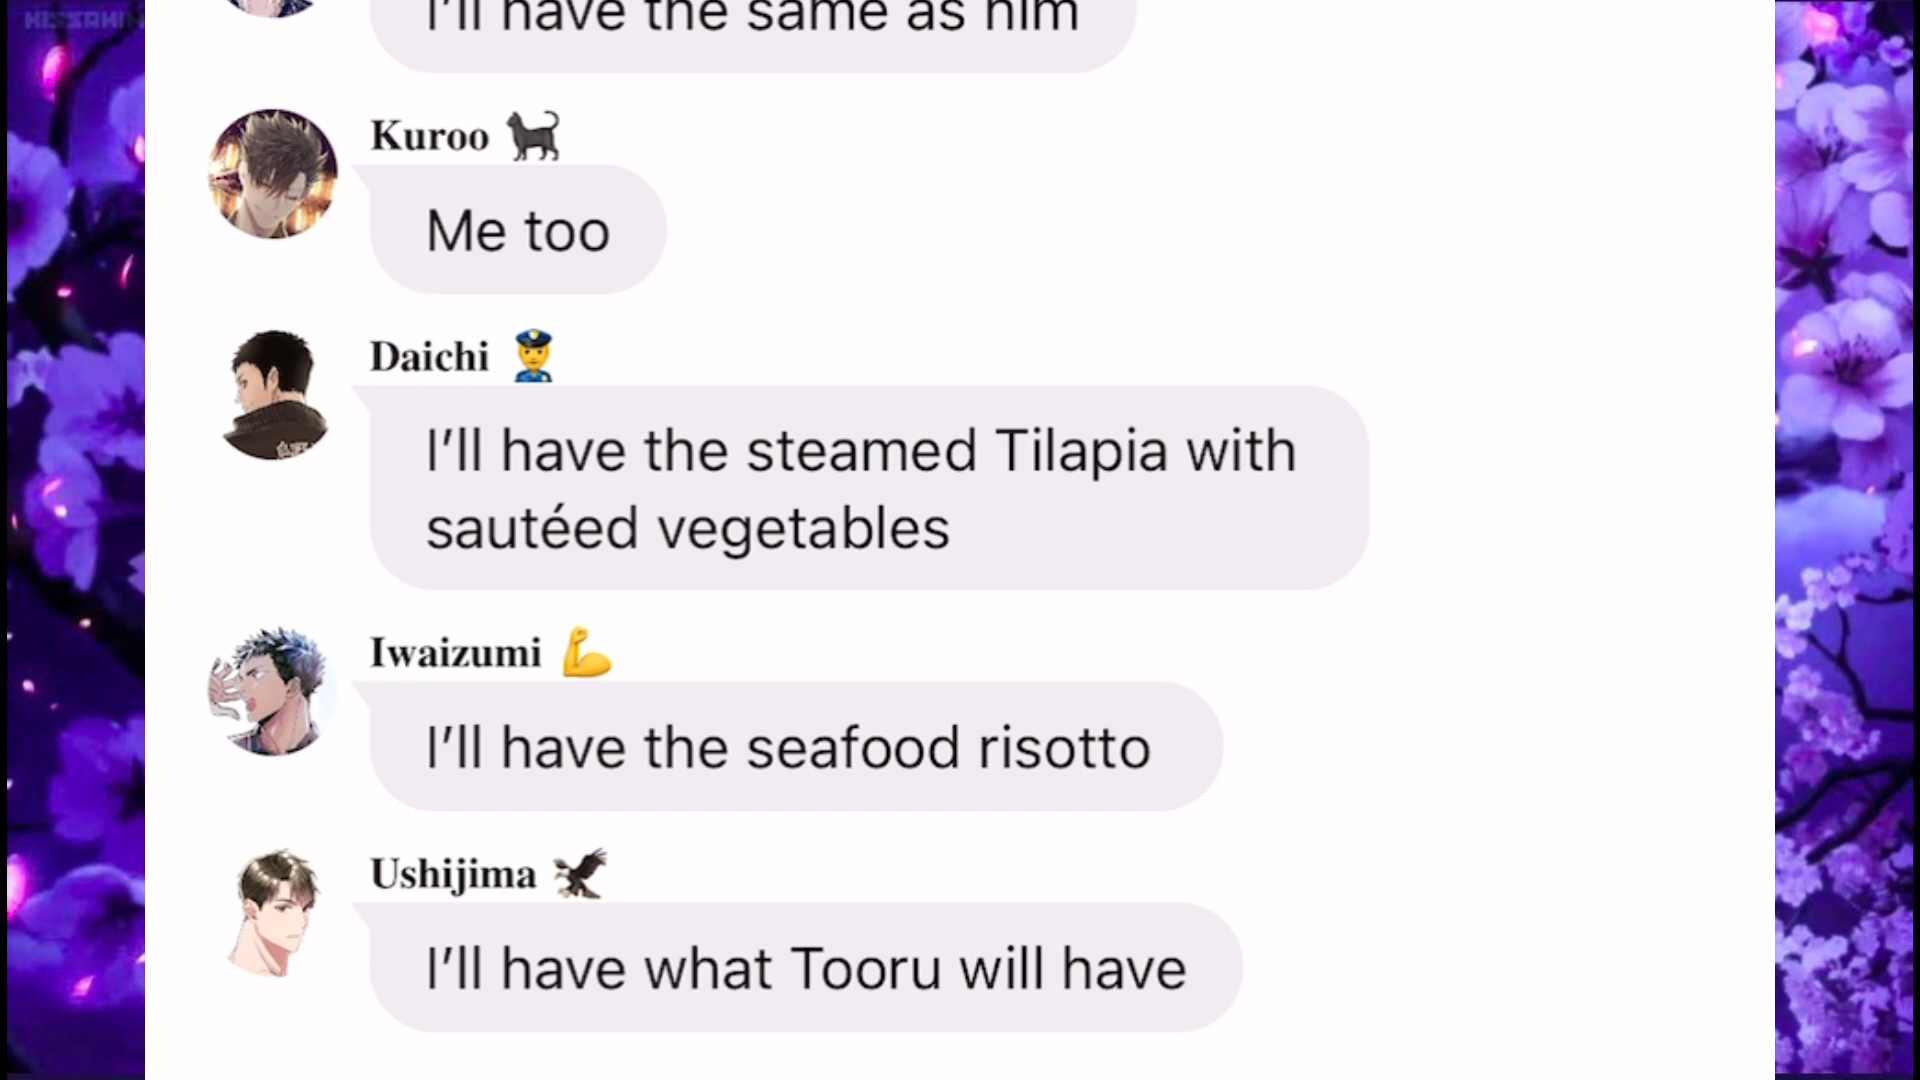 I'll have the same as him
Kuroo 🐈‍⬛
Me too
Daichi 👮
I'll have the steamed Tilapia with
sautéed vegetables
Iwaizumi 💪
I'll have the seafood risotto
Ushijima 🦅
I'll have what Tooru will have